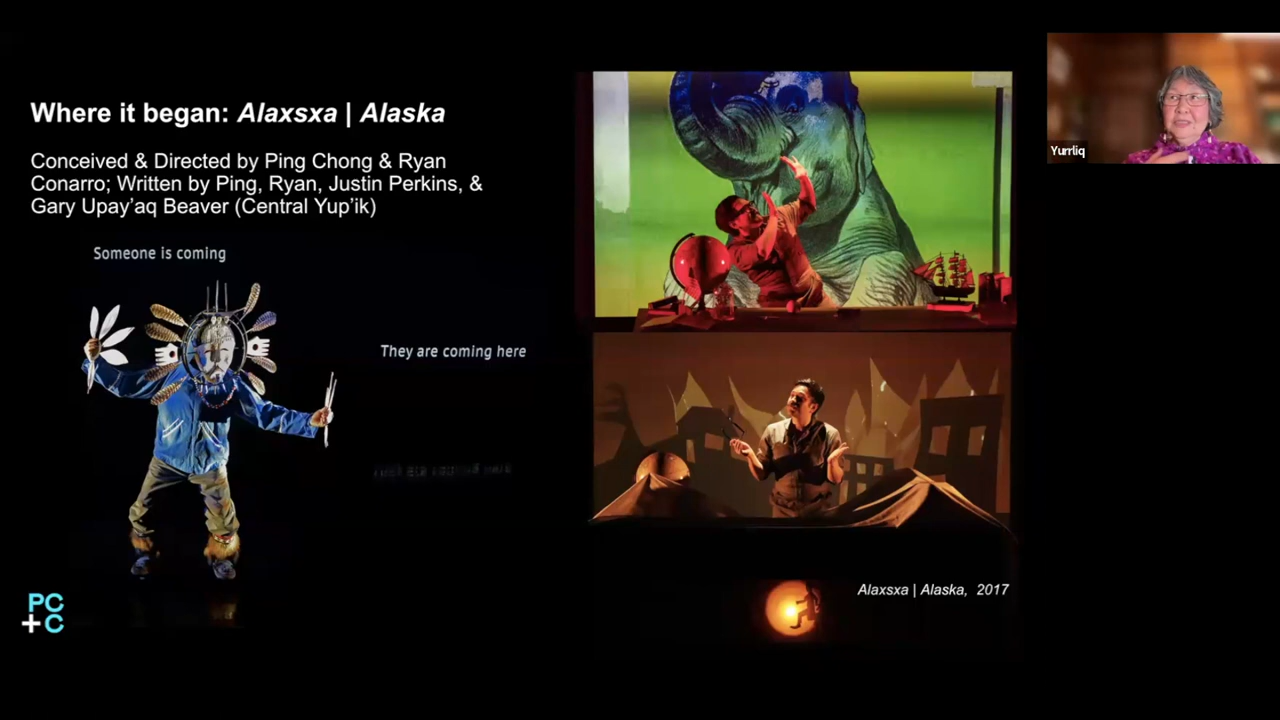 Where it began: Alaxsxa | Alaska
Conceived & Directed by Ping Chong & Ryan
Conarro; Written by Ping, Ryan, Justin Perkins, &
Gary Upay’aq Beaver (Central Yup’ik)
Someone is coming
They are coming here
Alaxsxa | Alaska, 2017
PC
+C
Yurrliq